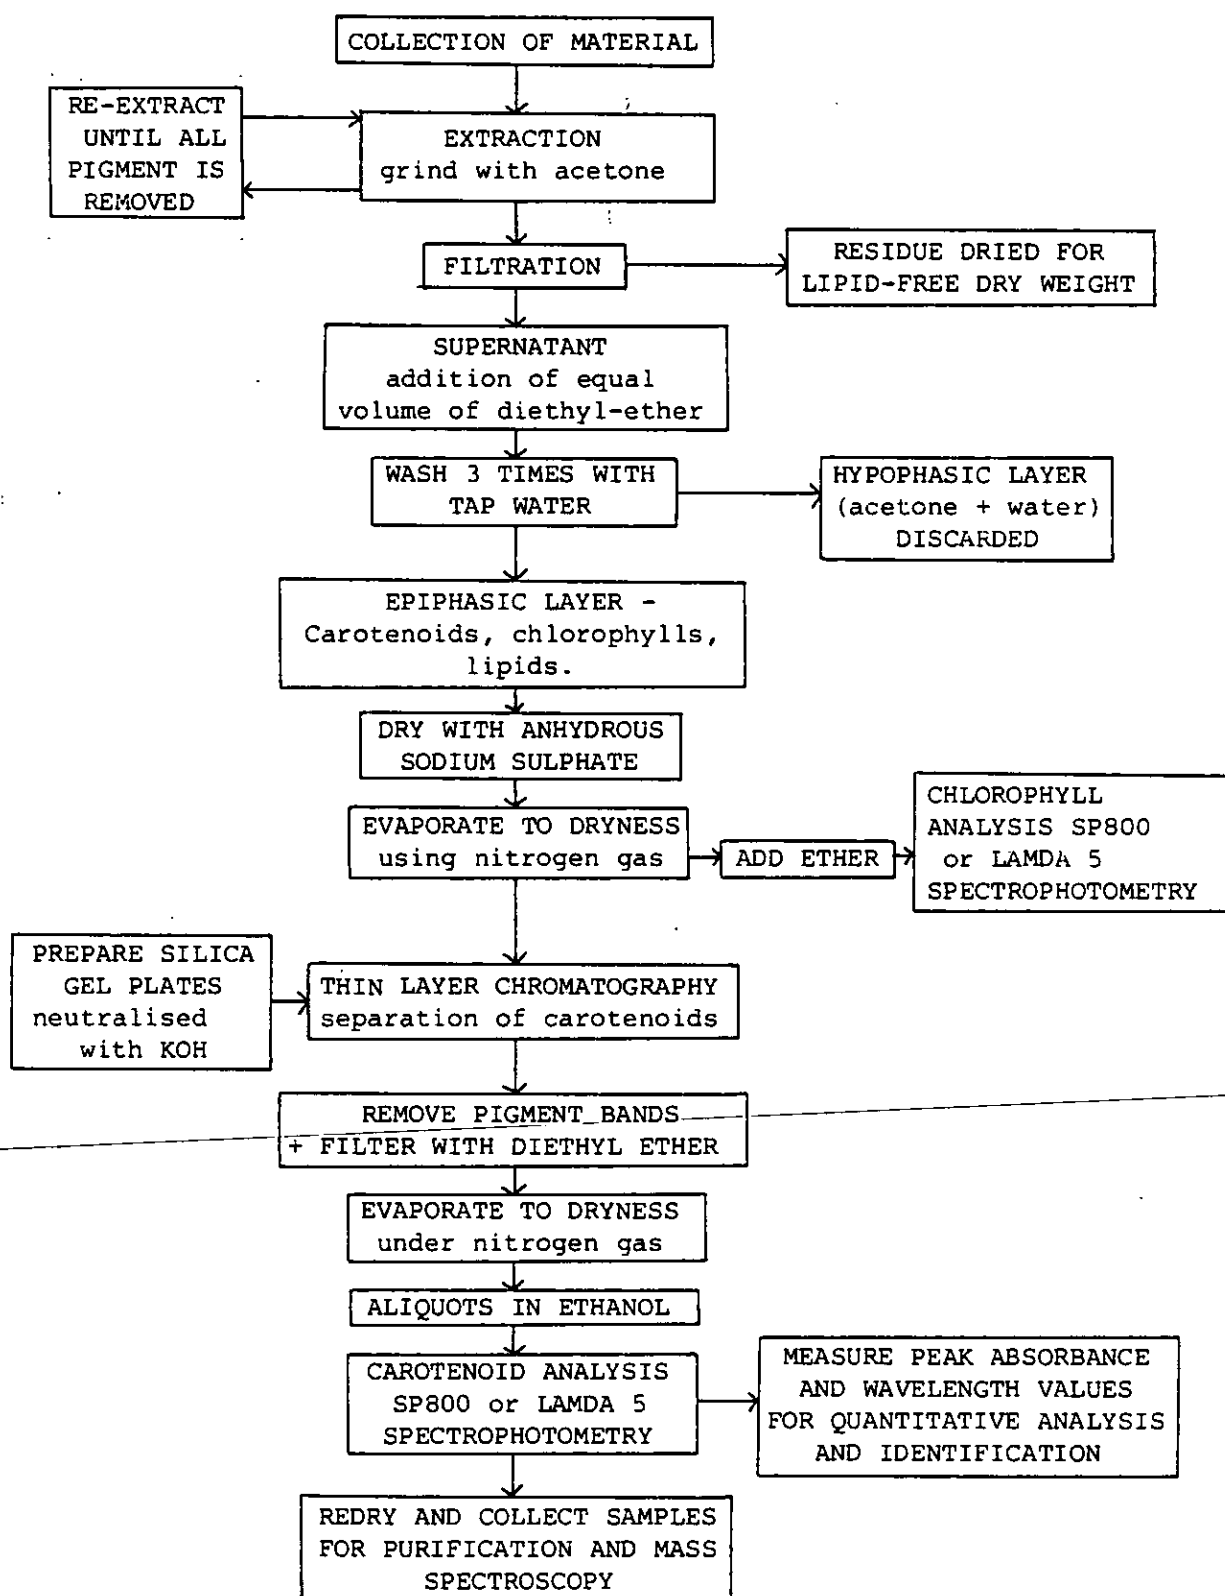 COLLECTION OF MATERIAL
RE-EXTRACT
UNTIL ALL
PIGMENT IS
REMOVED
EXTRACTION
grind with acetone
FILTRATION
RESIDUE DRIED FOR
LIPID-FREE DRY WEIGHT
SUPERNATANT
addition of equal
volume of diethyl-ether
WASH 3 TIMES WITH
TAP WATER
HYPOPHASIC LAYER
(acetone + water)
DISCARDED
EPIPHASIC LAYER -
Carotenoids, chlorophylls,
lipids.
DRY WITH ANHYDROUS
SODIUM SULPHATE
EVAPORATE TO DRYNESS
using nitrogen gas
ADD ETHER
CHLOROPHYLL
ANALYSIS SP800
or LAMDA 5
SPECTROPHOTOMETRY
PREPARE SILICA
GEL PLATES
neutralised
with KOH
THIN LAYER CHROMATOGRAPHY
separation of carotenoids
REMOVE PIGMENT BANDS
+ FILTER WITH DIETHYL ETHER
EVAPORATE TO DRYNESS
under nitrogen gas
ALIQUOTS IN ETHANOL
CAROTENOID ANALYSIS
SP800 or LAMDA 5
SPECTROPHOTOMETRY
MEASURE PEAK ABSORBANCE
AND WAVELENGTH VALUES
FOR QUANTITATIVE ANALYSIS
AND IDENTIFICATION
REDRY AND COLLECT SAMPLES
FOR PURIFICATION AND MASS
SPECTROSCOPY